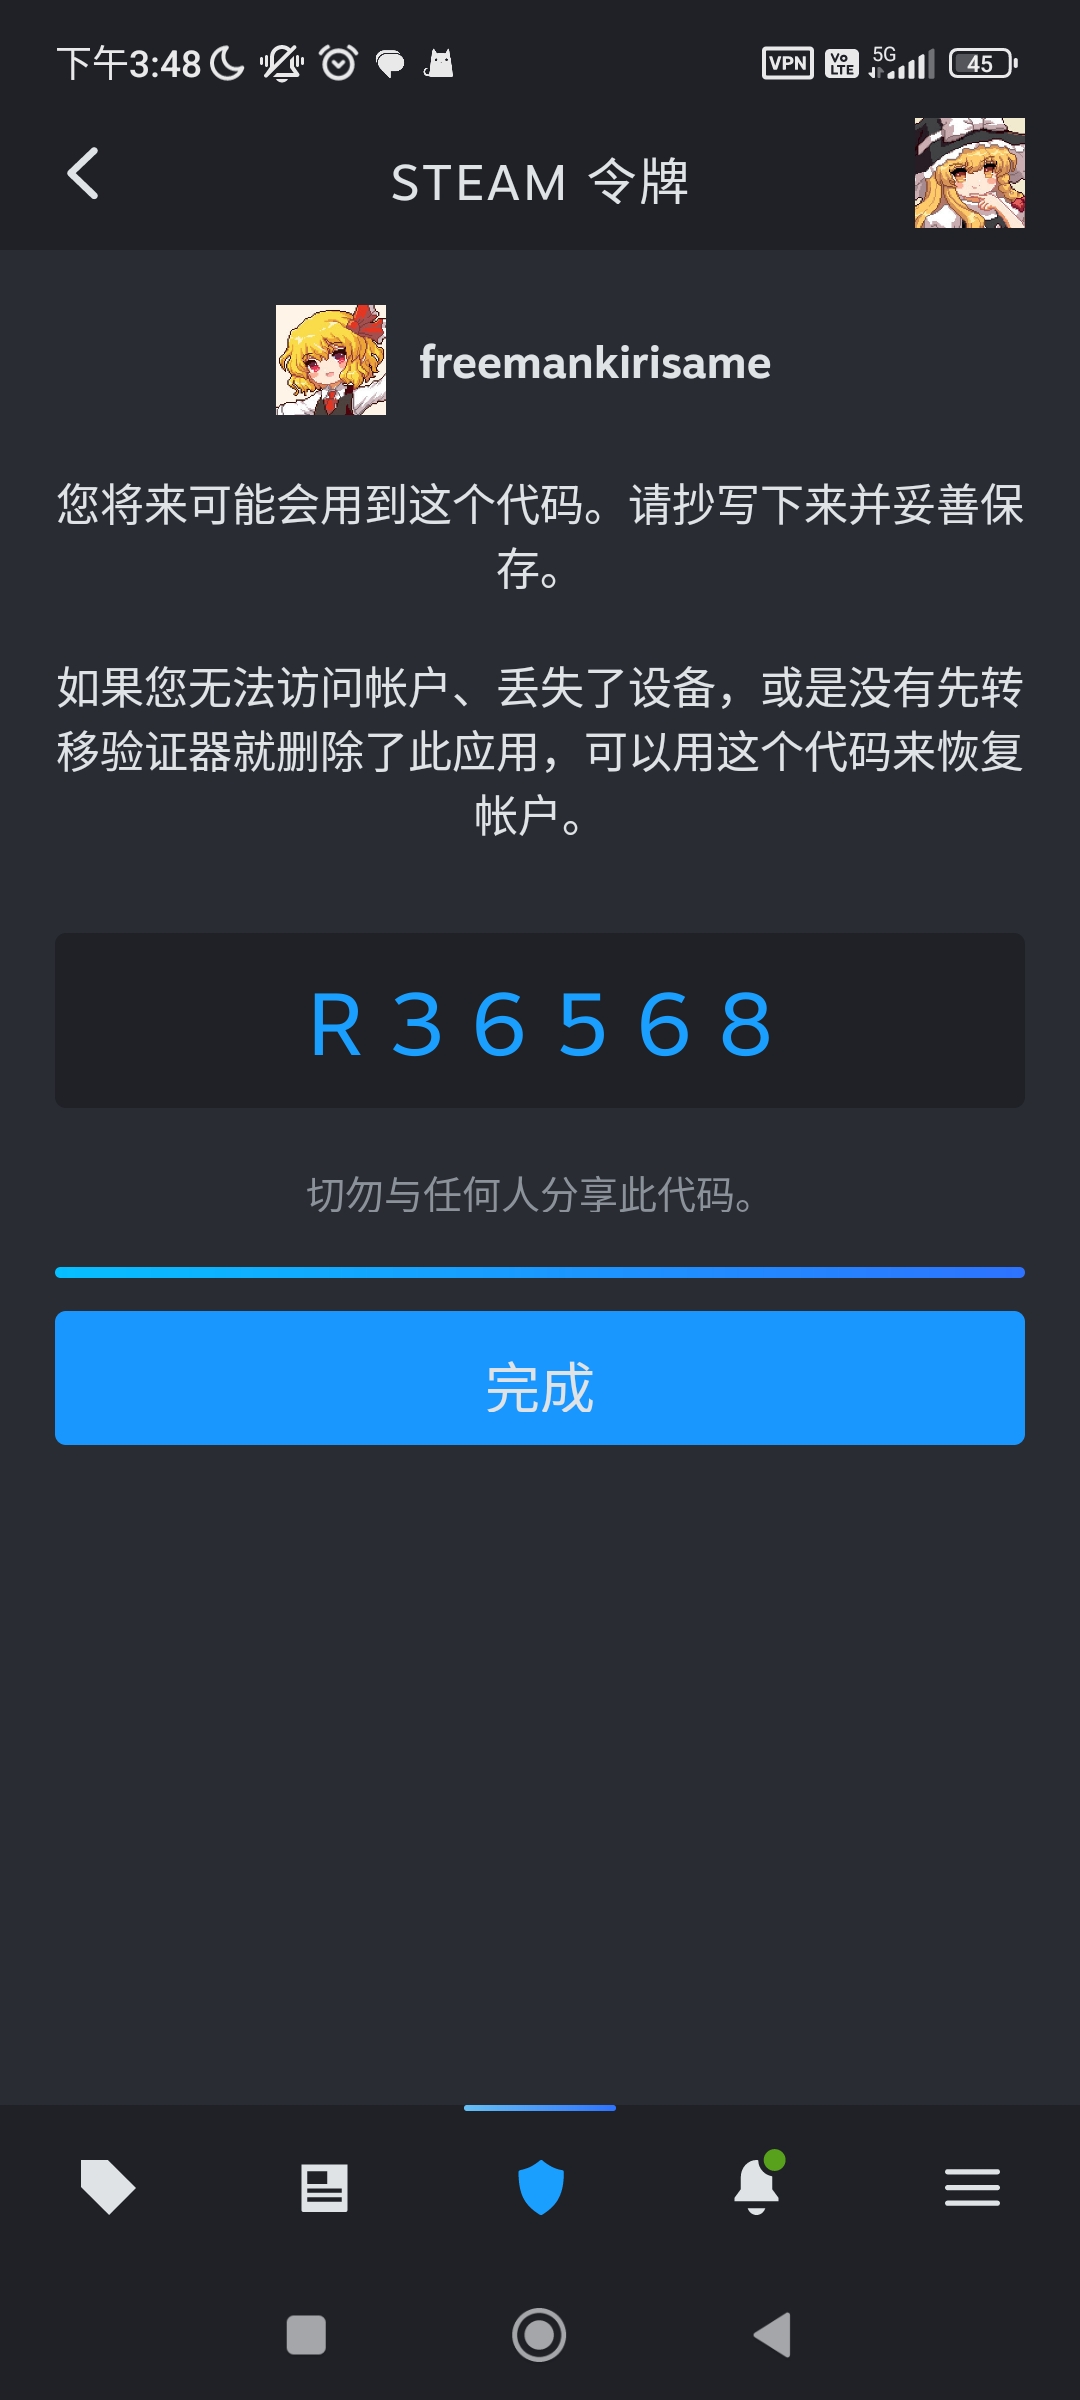 下午3:48
VPN
Vo LTE
5G
45
STEAM 令牌
freemankirisame
您将来可能会用到这个代码。请抄写下来并妥善保
存。
如果您无法访问帐户、丢失了设备，或是没有先转
移验证器就删除了此应用，可以用这个代码来恢复
帐户。
R36568
切勿与任何人分享此代码。
完成